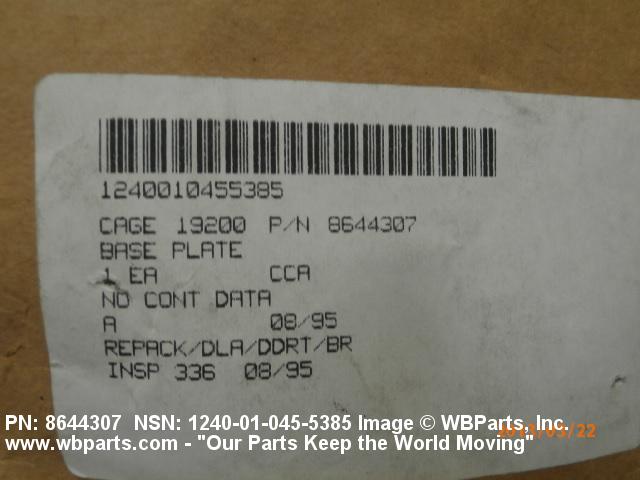 1240010455385
CAGE 19200 P/N 8644307
BASE PLATE
1 EA CCA
NO CONT DATA
A 08/95
REPACK/DLA/DDRT/BR
INSP 336 08/95
PN: 8644307 NSN: 1240-01-045-5385 Image © WBParts, Inc.
www.wbparts.com - "Our Parts Keep the World Moving"